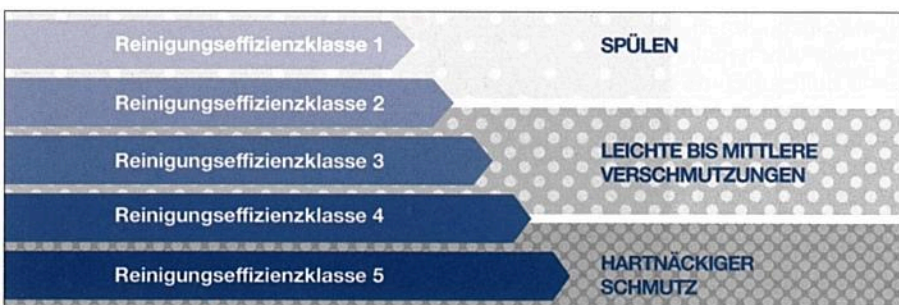 Reinigungseffizienzklasse 1
SPÜLEN
Reinigungseffizienzklasse 2
Reinigungseffizienzklasse 3
LEICHTE BIS MITTLERE
VERSCHMUTZUNGEN
Reinigungseffizienzklasse 4
Reinigungseffizienzklasse 5
HARTNÄCKIGER
SCHMUTZ